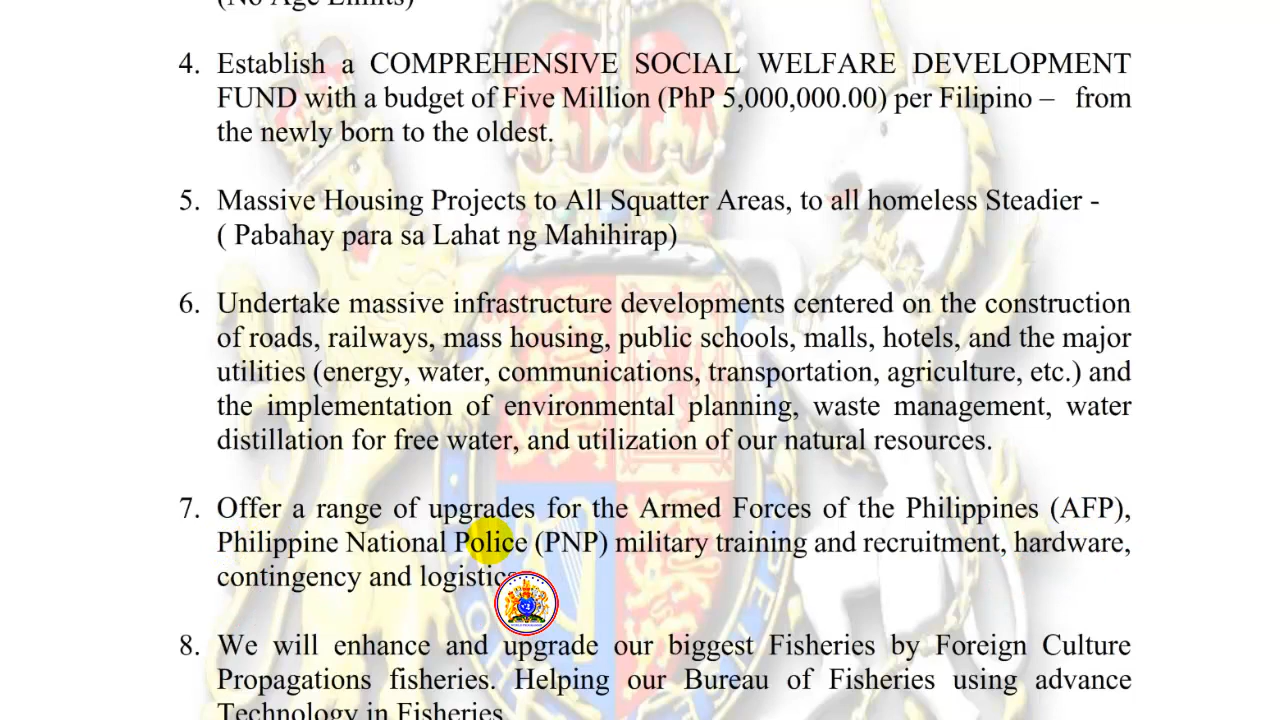 (No Age Limits)
4. Establish a COMPREHENSIVE SOCIAL WELFARE DEVELOPMENT
FUND with a budget of Five Million (PhP 5,000,000.00) per Filipino – from
the newly born to the oldest.
5. Massive Housing Projects to All Squatter Areas, to all homeless Steadier -
( Pabahay para sa Lahat ng Mahihirap)
6. Undertake massive infrastructure developments centered on the construction
of roads, railways, mass housing, public schools, malls, hotels, and the major
utilities (energy, water, communications, transportation, agriculture, etc.) and
the implementation of environmental planning, waste management, water
distillation for free water, and utilization of our natural resources.
7. Offer a range of upgrades for the Armed Forces of the Philippines (AFP),
Philippine National Police (PNP) military training and recruitment, hardware,
contingency and logistics
8. We will enhance and upgrade our biggest Fisheries by Foreign Culture
Propagations fisheries. Helping our Bureau of Fisheries using advance
Technology in Fisheries